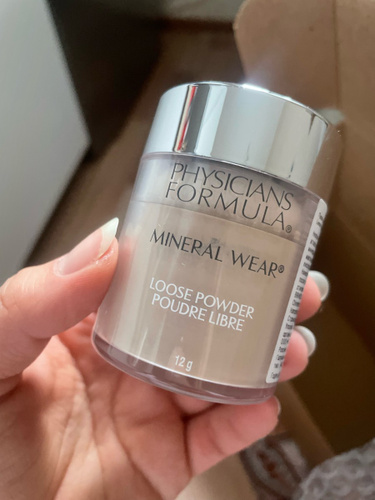 PHYSICIANS
FORMULA®
MINERAL WEAR®
LOOSE POWDER
POUDRE LIBRE
12 g